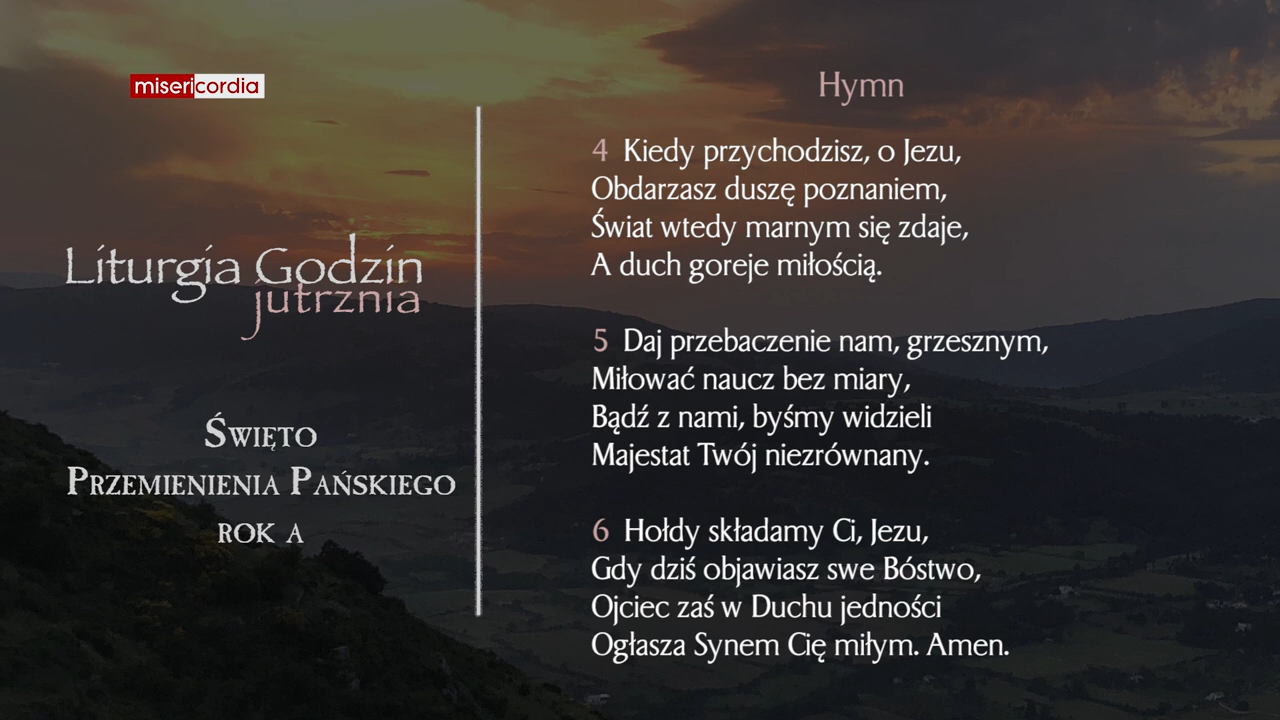 misericordia
Liturgia Godzin
jutrznia
Święto
Przemienienia Pańskiego
rok A
Hymn
4 Kiedy przychodzisz, o Jezu,
Obdarzasz duszę poznaniem,
Świat wtedy marnym się zdaje,
A duch goreje miłością.
5 Daj przebaczenie nam, grzesznym,
Miłować naucz bez miary,
Bądź z nami, byśmy widzieli
Majestat Twój niezrównany.
6 Hołdy składamy Ci, Jezu,
Gdy dziś objawiasz swe Bóstwo,
Ojciec zaś w Duchu jedności
Ogłasza Synem Cię miłym. Amen.